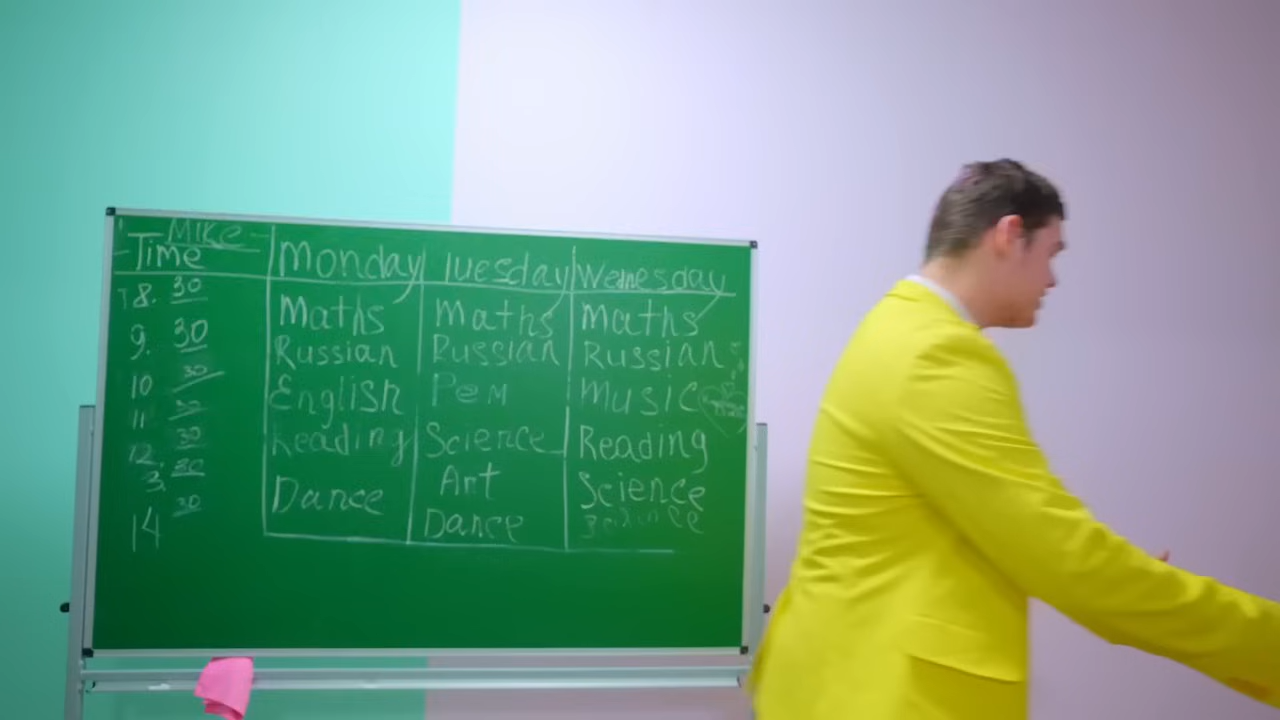 MIKE
Time Monday Tuesday Wednesday
8. 30 Maths Maths Maths
9. 30 Russian Russian Russian
10 30 English Рем Music
11 30 Reading Science Reading
12. 30 Dance Art Science
3. 30 Dance
14 30